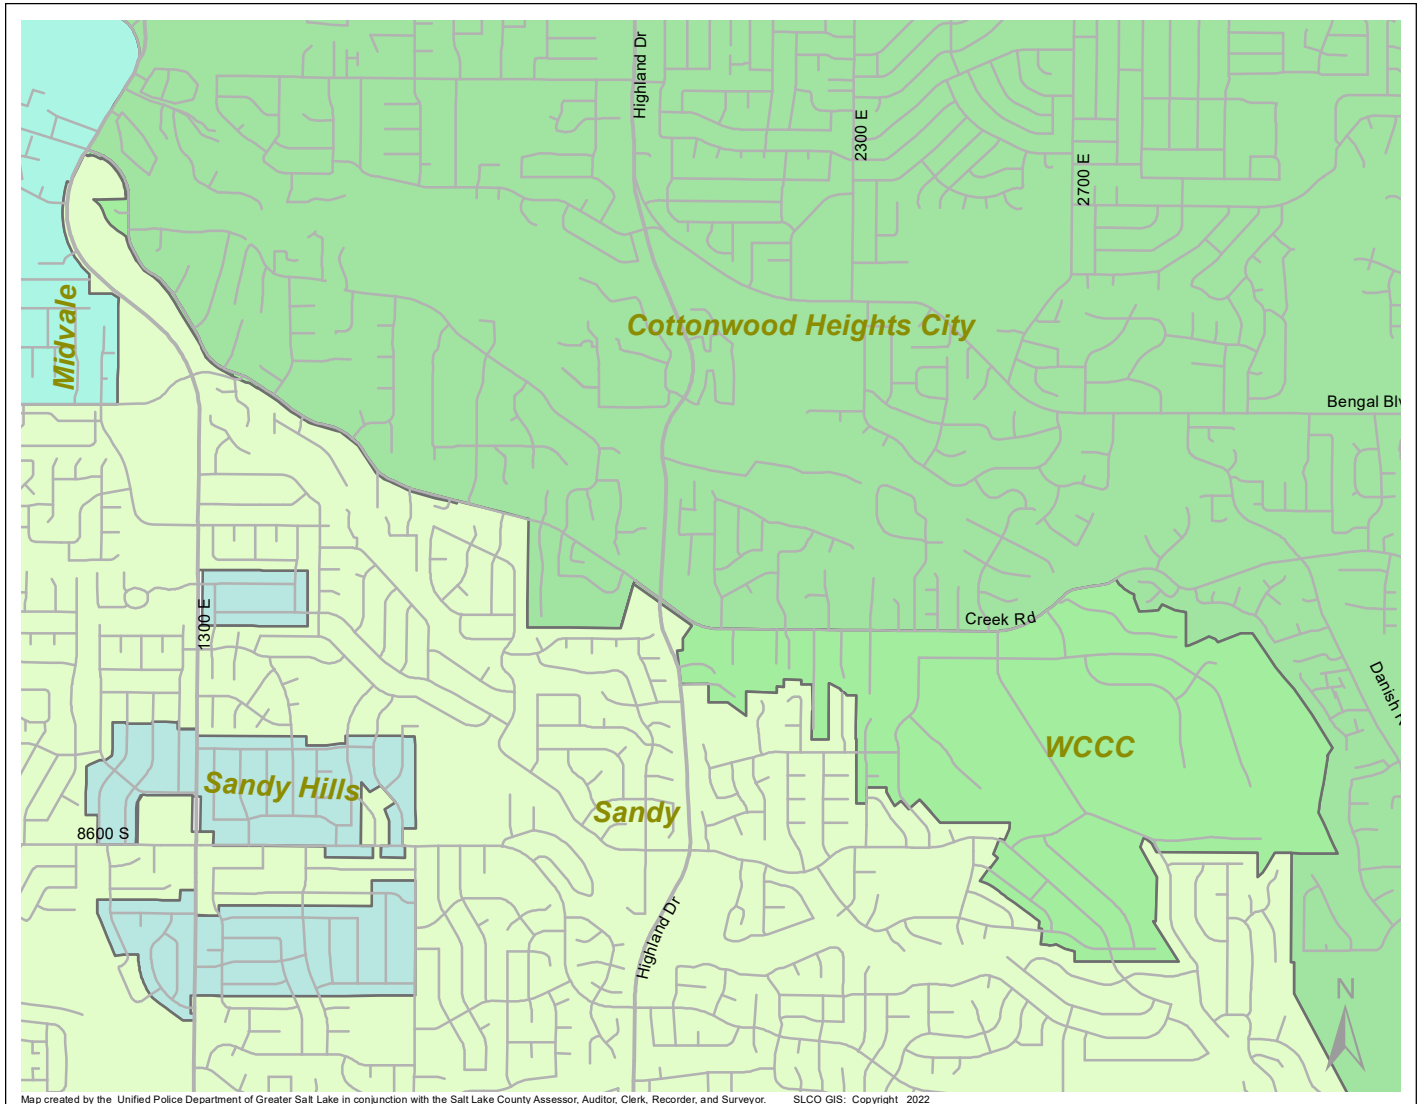 Highland Dr
2300 E
2700 E
Midvale
Cottonwood Heights City
Bengal Blv
1300 E
Creek Rd
Danish R
WCCC
Sandy Hills
Sandy
8600 S
Highland Dr
N
Map created by the Unified Police Department of Greater Salt Lake in conjunction with the Salt Lake County Assessor, Auditor, Clerk, Recorder, and Surveyor. SLCO GIS: Copyright 2022